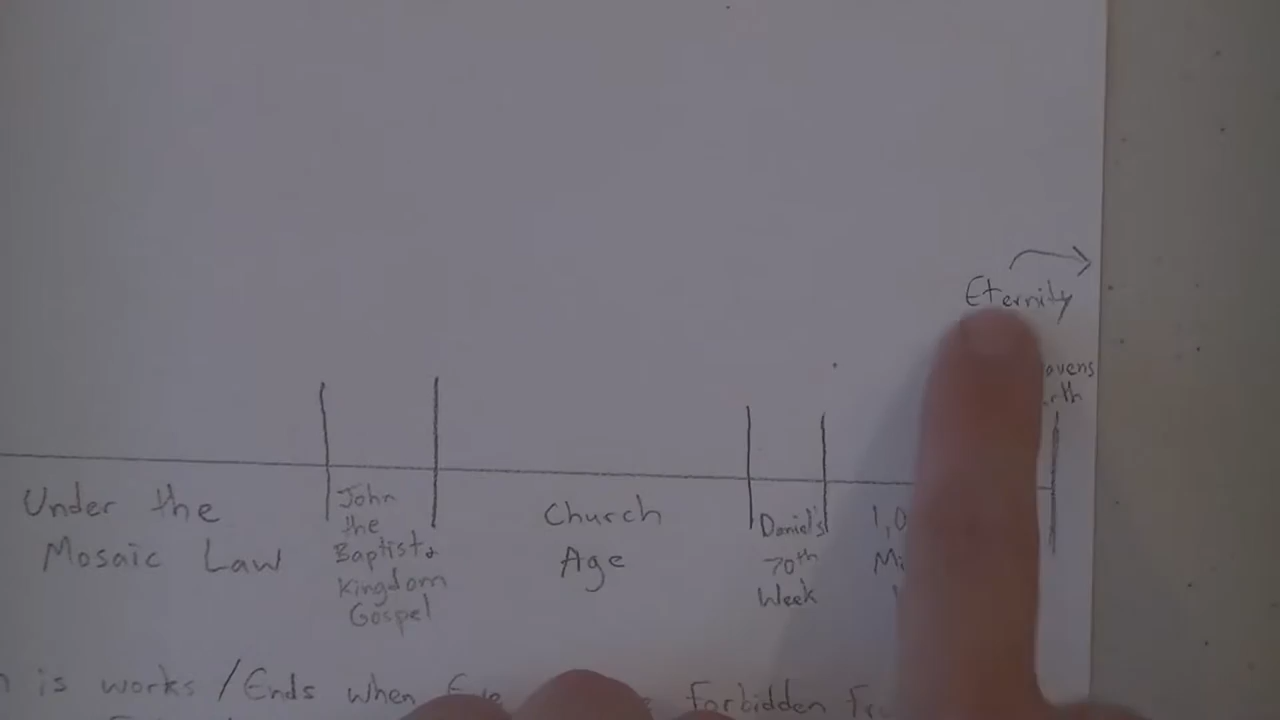 Eternity
Under the
Mosaic Law
John
the
Baptist &
Kingdom
Gospel
Church
Age
Daniel's
70th
Week
is works / Ends when Forbidden